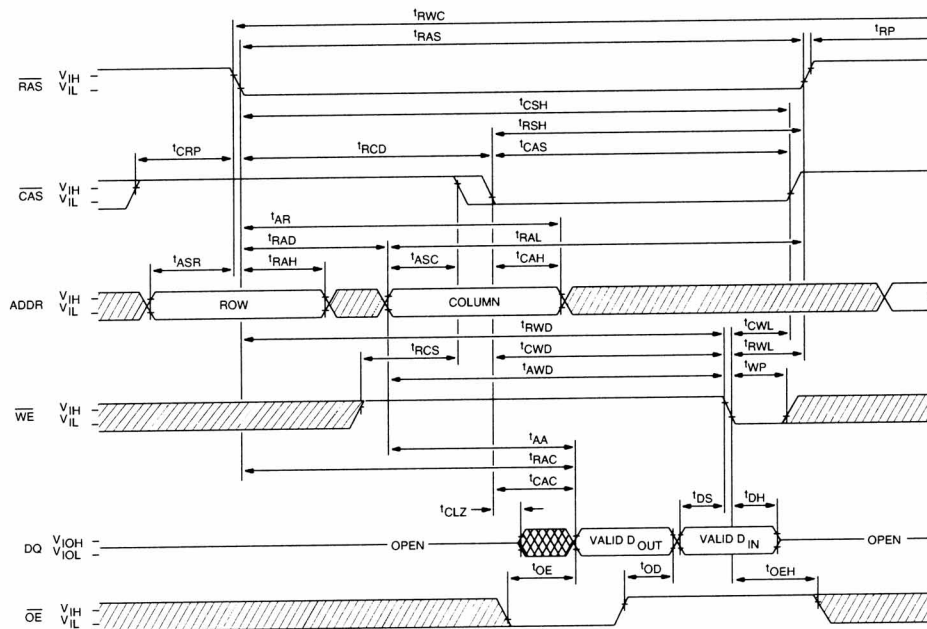 tRWC
tRAS
tRP
RAS VIH
VIL
tCSH
tRSH
tCRP
tRCD
tCAS
CAS VIH
VIL
tAR
tRAD
tRAL
tASR
tRAH
tASC
tCAH
ADDR VIH
VIL
ROW
COLUMN
tRWD
tCWL
tRCS
tCWD
tRWL
tAWD
tWP
WE VIH
VIL
tAA
tRAC
tCAC
tCLZ
tDS
tDH
DQ VIOH
VIOL
OPEN
VALID DOUT
VALID DIN
OPEN
tOE
tOD
tOEH
OE VIH
VIL